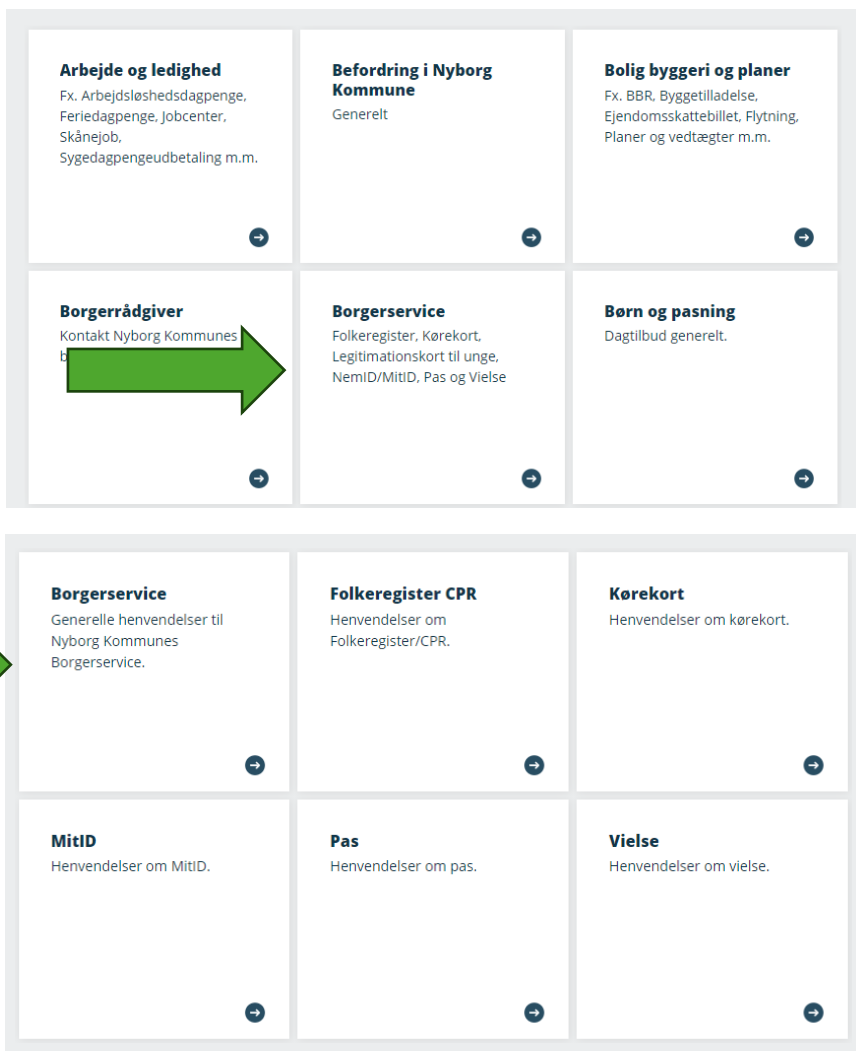 Arbejde og ledighed
Fx. Arbejdsløshedsdagpenge,
Feriedagpenge, Jobcenter,
Skånejob,
Sygedagpengeudbetaling m.m.
Befordring i Nyborg
Kommune
Generelt
Bolig byggeri og planer
Fx. BBR, Byggetilladelse,
Ejendomsskattebillet, Flytning,
Planer og vedtægter m.m.
Borgerrådgiver
Kontakt Nyborg Kommunes
Borgerservice
Folkeregister, Kørekort,
Legitimationskort til unge,
NemID/MitID, Pas og Vielse
Børn og pasning
Dagtilbud generelt.
Borgerservice
Generelle henvendelser til
Nyborg Kommunes
Borgerservice.
Folkeregister CPR
Henvendelser om
Folkeregister/CPR.
Kørekort
Henvendelser om kørekort.
MitID
Henvendelser om MitID.
Pas
Henvendelser om pas.
Vielse
Henvendelser om vielse.